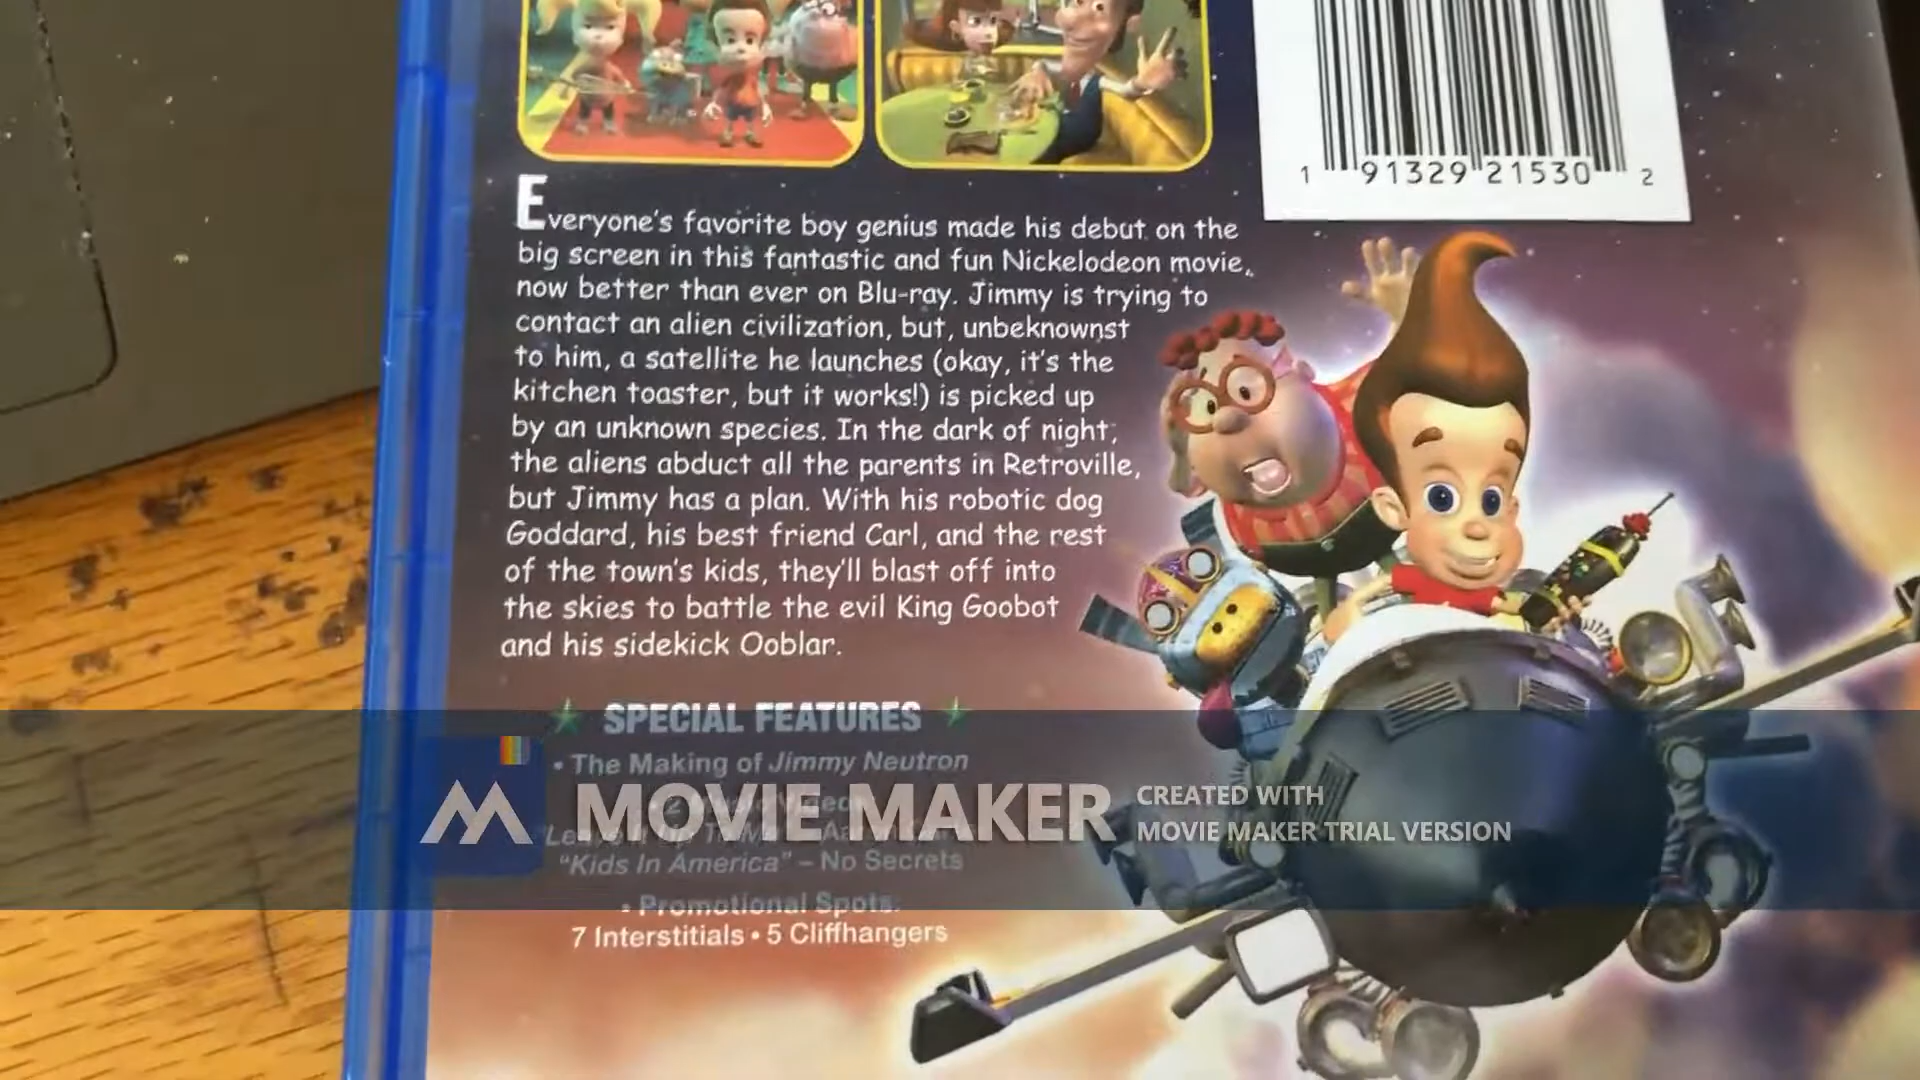 1 91329 21530 2
Everyone's favorite boy genius made his debut on the
big screen in this fantastic and fun Nickelodeon movie,
now better than ever on Blu-ray. Jimmy is trying to
contact an alien civilization, but, unbeknownst
to him, a satellite he launches (okay, it's the
kitchen toaster, but it works!) is picked up
by an unknown species. In the dark of night,
the aliens abduct all the parents in Retroville,
but Jimmy has a plan. With his robotic dog
Goddard, his best friend Carl, and the rest
of the town's kids, they'll blast off into
the skies to battle the evil King Goobot
and his sidekick Ooblar.
SPECIAL FEATURES
• The Making of Jimmy Neutron
"Kids In America" – No Secrets
• Promotional Spots:
7 Interstitials • 5 Cliffhangers
MOVIE MAKER
CREATED WITH
MOVIE MAKER TRIAL VERSION